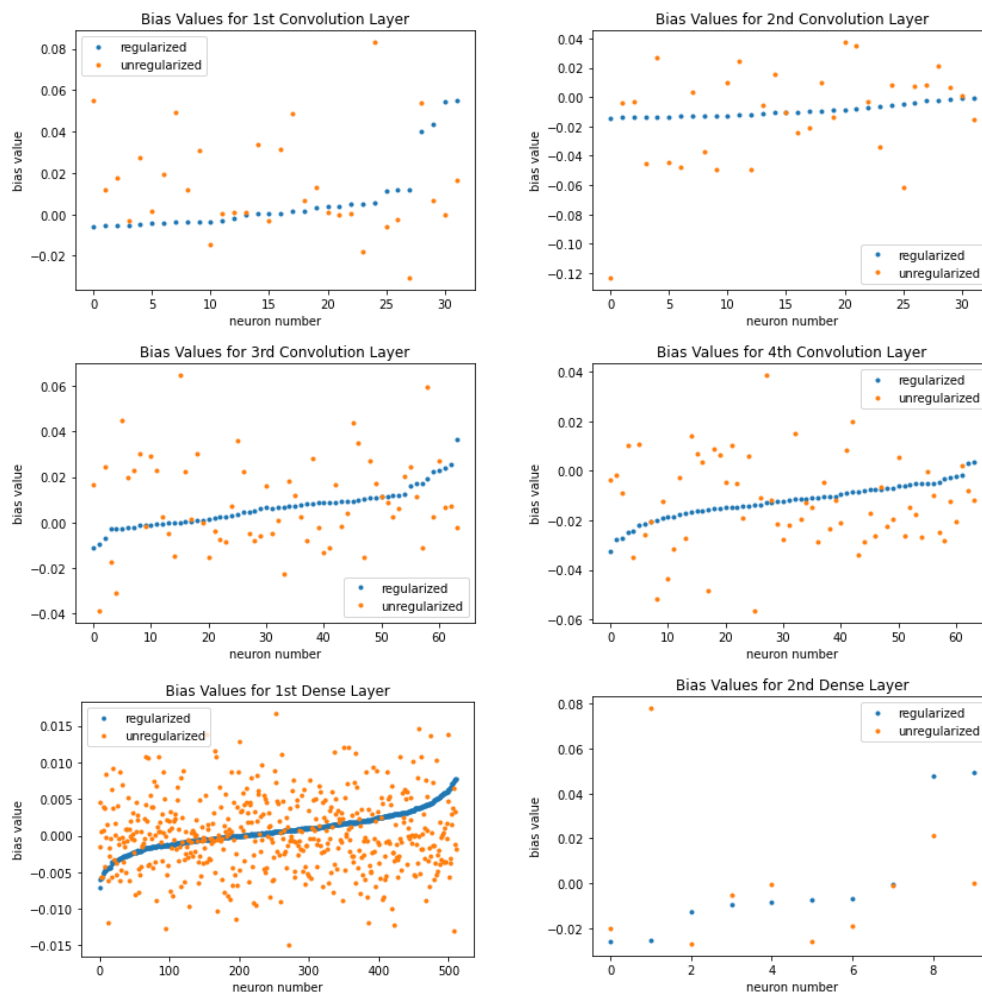 Bias Values for 1st Convolution Layer
regularized
unregularized
0.08
0.06
0.04
0.02
0.00
−0.02
bias value
0 5 10 15 20 25 30
neuron number
Bias Values for 2nd Convolution Layer
0.04
0.02
0.00
−0.02
−0.04
−0.06
−0.08
−0.10
−0.12
bias value
regularized
unregularized
0 5 10 15 20 25 30
neuron number
Bias Values for 3rd Convolution Layer
0.06
0.04
0.02
0.00
−0.02
−0.04
bias value
regularized
unregularized
0 10 20 30 40 50 60
neuron number
Bias Values for 4th Convolution Layer
regularized
unregularized
0.04
0.02
0.00
−0.02
−0.04
−0.06
bias value
0 10 20 30 40 50 60
neuron number
Bias Values for 1st Dense Layer
regularized
unregularized
0.015
0.010
0.005
0.000
−0.005
−0.010
−0.015
bias value
0 100 200 300 400 500
neuron number
Bias Values for 2nd Dense Layer
regularized
unregularized
0.08
0.06
0.04
0.02
0.00
−0.02
bias value
0 2 4 6 8
neuron number